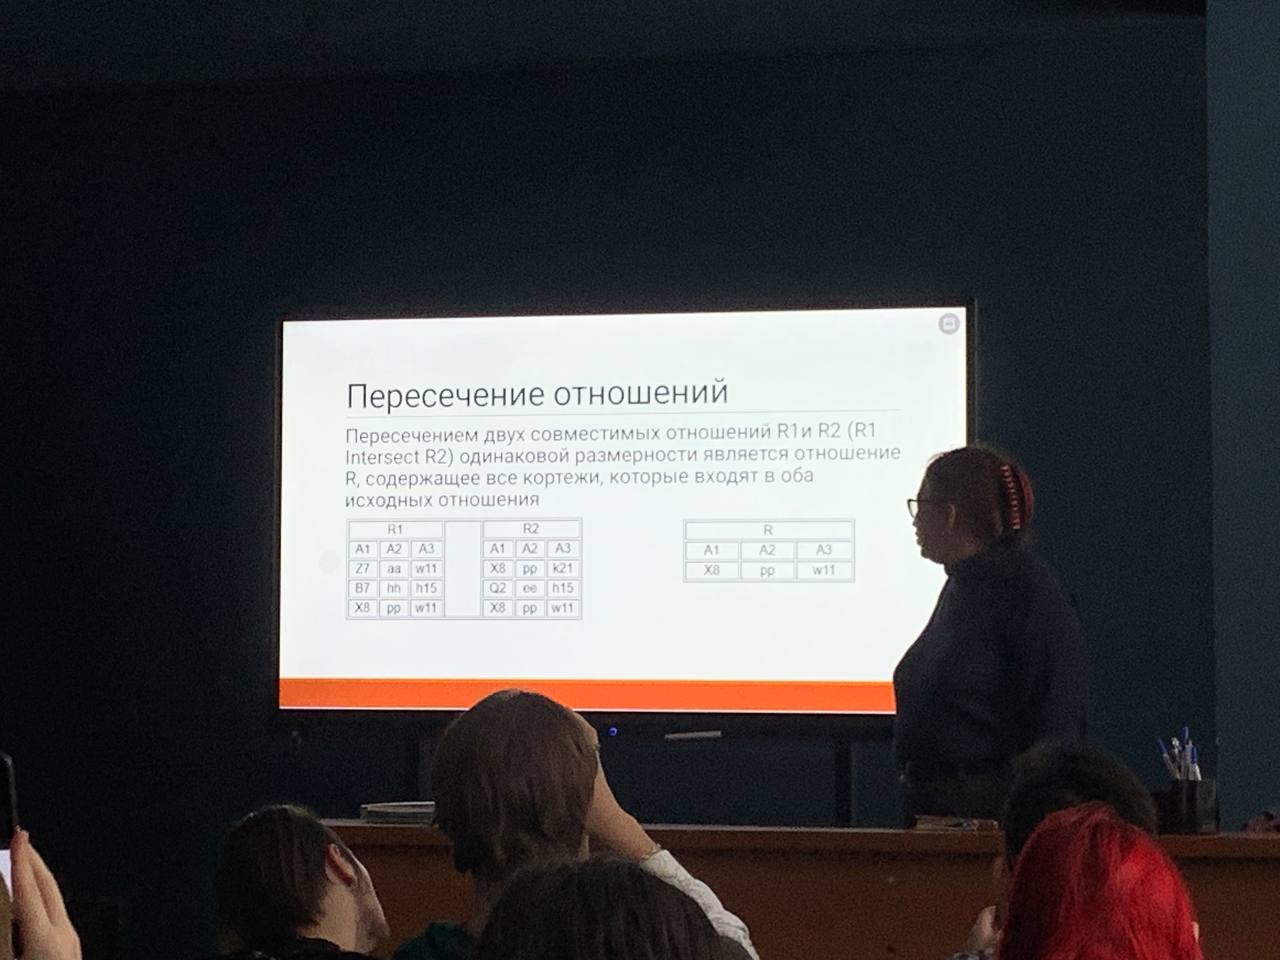 Пересечение отношений
Пересечением двух совместимых отношений R1и R2 (R1
Intersect R2) одинаковой размерности является отношение
R, содержащее все кортежи, которые входят в оба
исходных отношения
R1 R2 R
A1 A2 A3 A1 A2 A3 A1 A2 A3
Z7 aa w11 X8 pp k21 X8 pp w11
B7 hh h15 Q2 ee h15
X8 pp w11 X8 pp w11